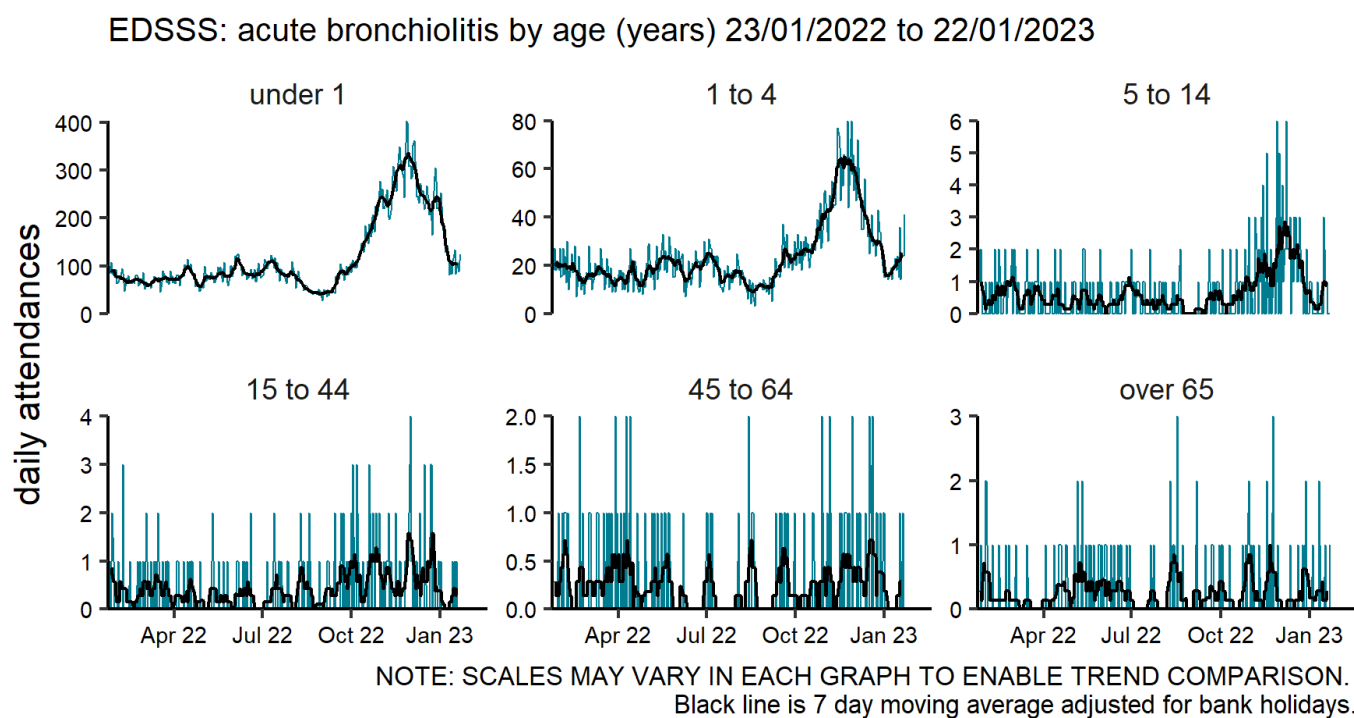 EDSSS: acute bronchiolitis by age (years) 23/01/2022 to 22/01/2023
daily attendances
under 1
400
300
200
100
0
1 to 4
80
60
40
20
0
5 to 14
6
5
4
3
2
1
0
15 to 44
4
3
2
1
0
Apr 22 Jul 22 Oct 22 Jan 23
45 to 64
2.0
1.5
1.0
0.5
0.0
Apr 22 Jul 22 Oct 22 Jan 23
over 65
3
2
1
0
Apr 22 Jul 22 Oct 22 Jan 23
NOTE: SCALES MAY VARY IN EACH GRAPH TO ENABLE TREND COMPARISON.
Black line is 7 day moving average adjusted for bank holidays.